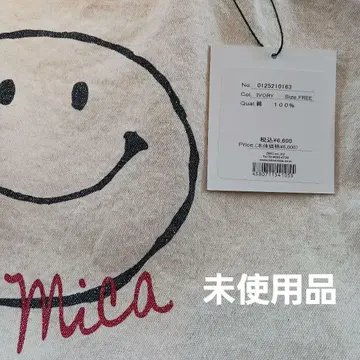 No. 0125210163
Col. IVORY Size. FREE
Qual. 綿 100%
税込¥6,600
Price (本体価格¥6,000)
Mica
未使用品